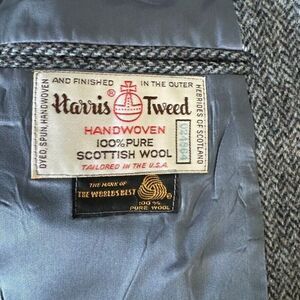 AND FINISHED IN THE OUTER
DYED, SPUN, HANDWOVEN
HEBRIDES OF SCOTLAND
Harris Tweed
HANDWOVEN
100% PURE
SCOTTISH WOOL
TAILORED IN THE U.S.A.
THE MARK OF
THE WORLD'S BEST
100%
PURE WOOL